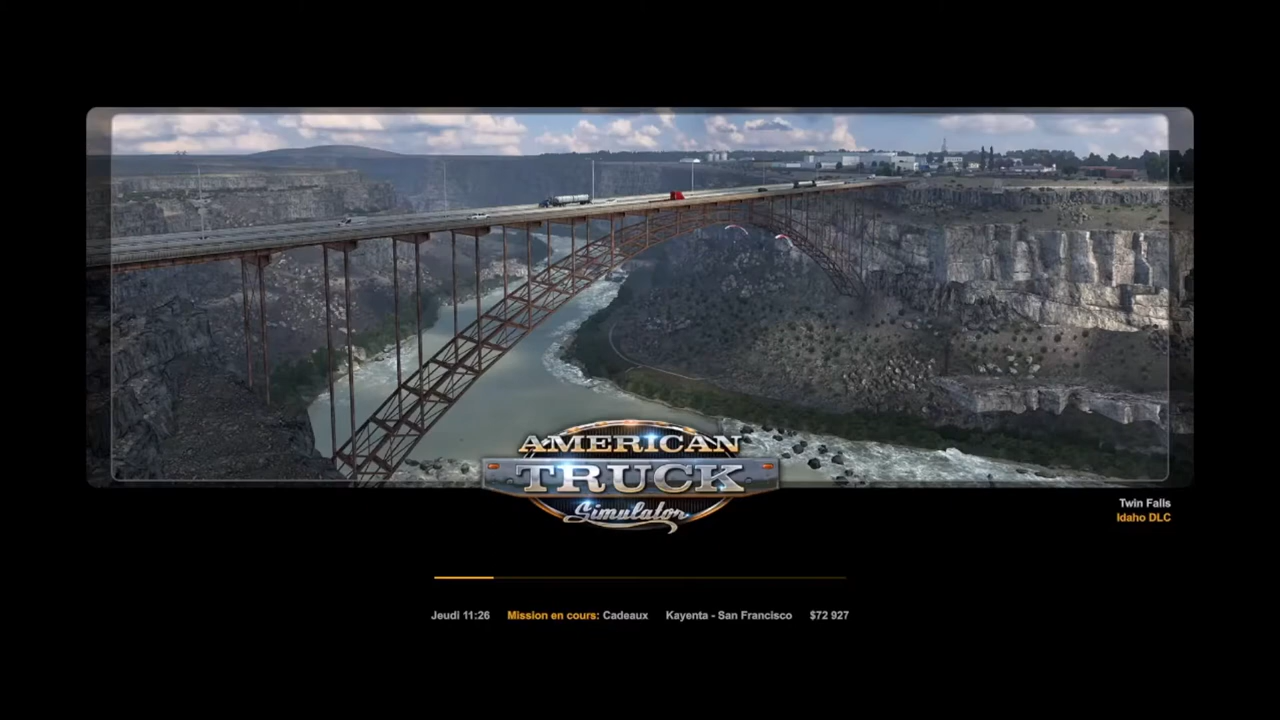 AMERICAN
TRUCK
Simulator
Twin Falls
Idaho DLC
Jeudi 11:26 Mission en cours: Cadeaux Kayenta - San Francisco $72 927